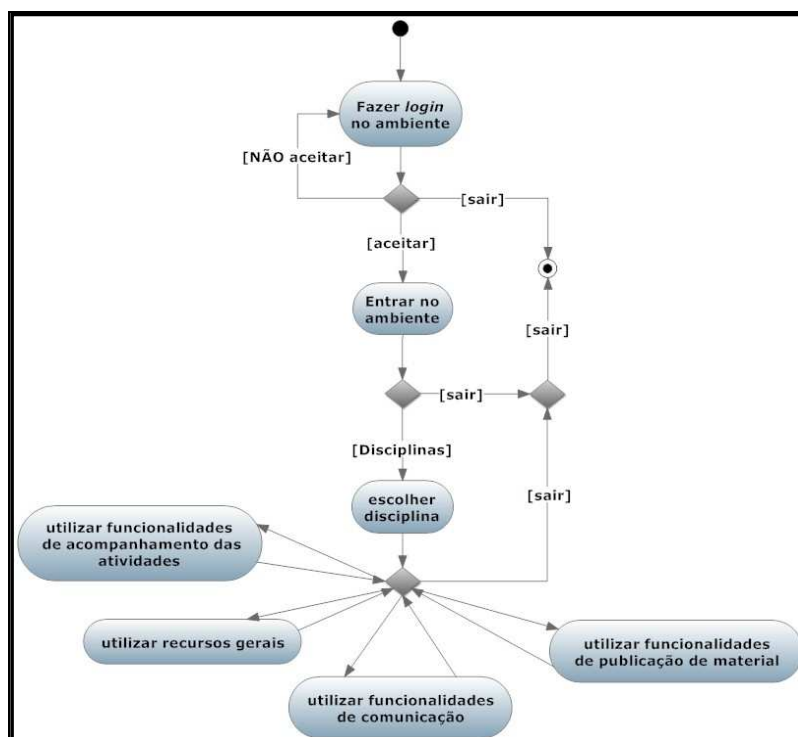 Fazer login
no ambiente
[NÃO aceitar]
[sair]
[aceitar]
Entrar no
ambiente
[sair]
[sair]
[Disciplinas]
escolher
disciplina
[sair]
utilizar funcionalidades
de acompanhamento das
atividades
utilizar recursos gerais
utilizar funcionalidades
de publicação de material
utilizar funcionalidades
de comunicação